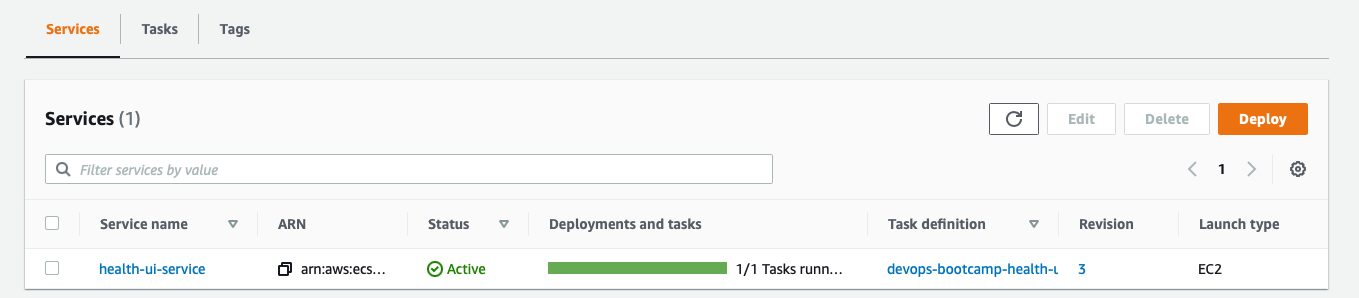 Services Tasks Tags
Services (1) Edit Delete Deploy
Filter services by value 1
Service name ARN Status Deployments and tasks Task definition Revision Launch type
health-ui-service arn:aws:ecs... Active 1/1 Tasks runn... devops-bootcamp-health-u 3 EC2